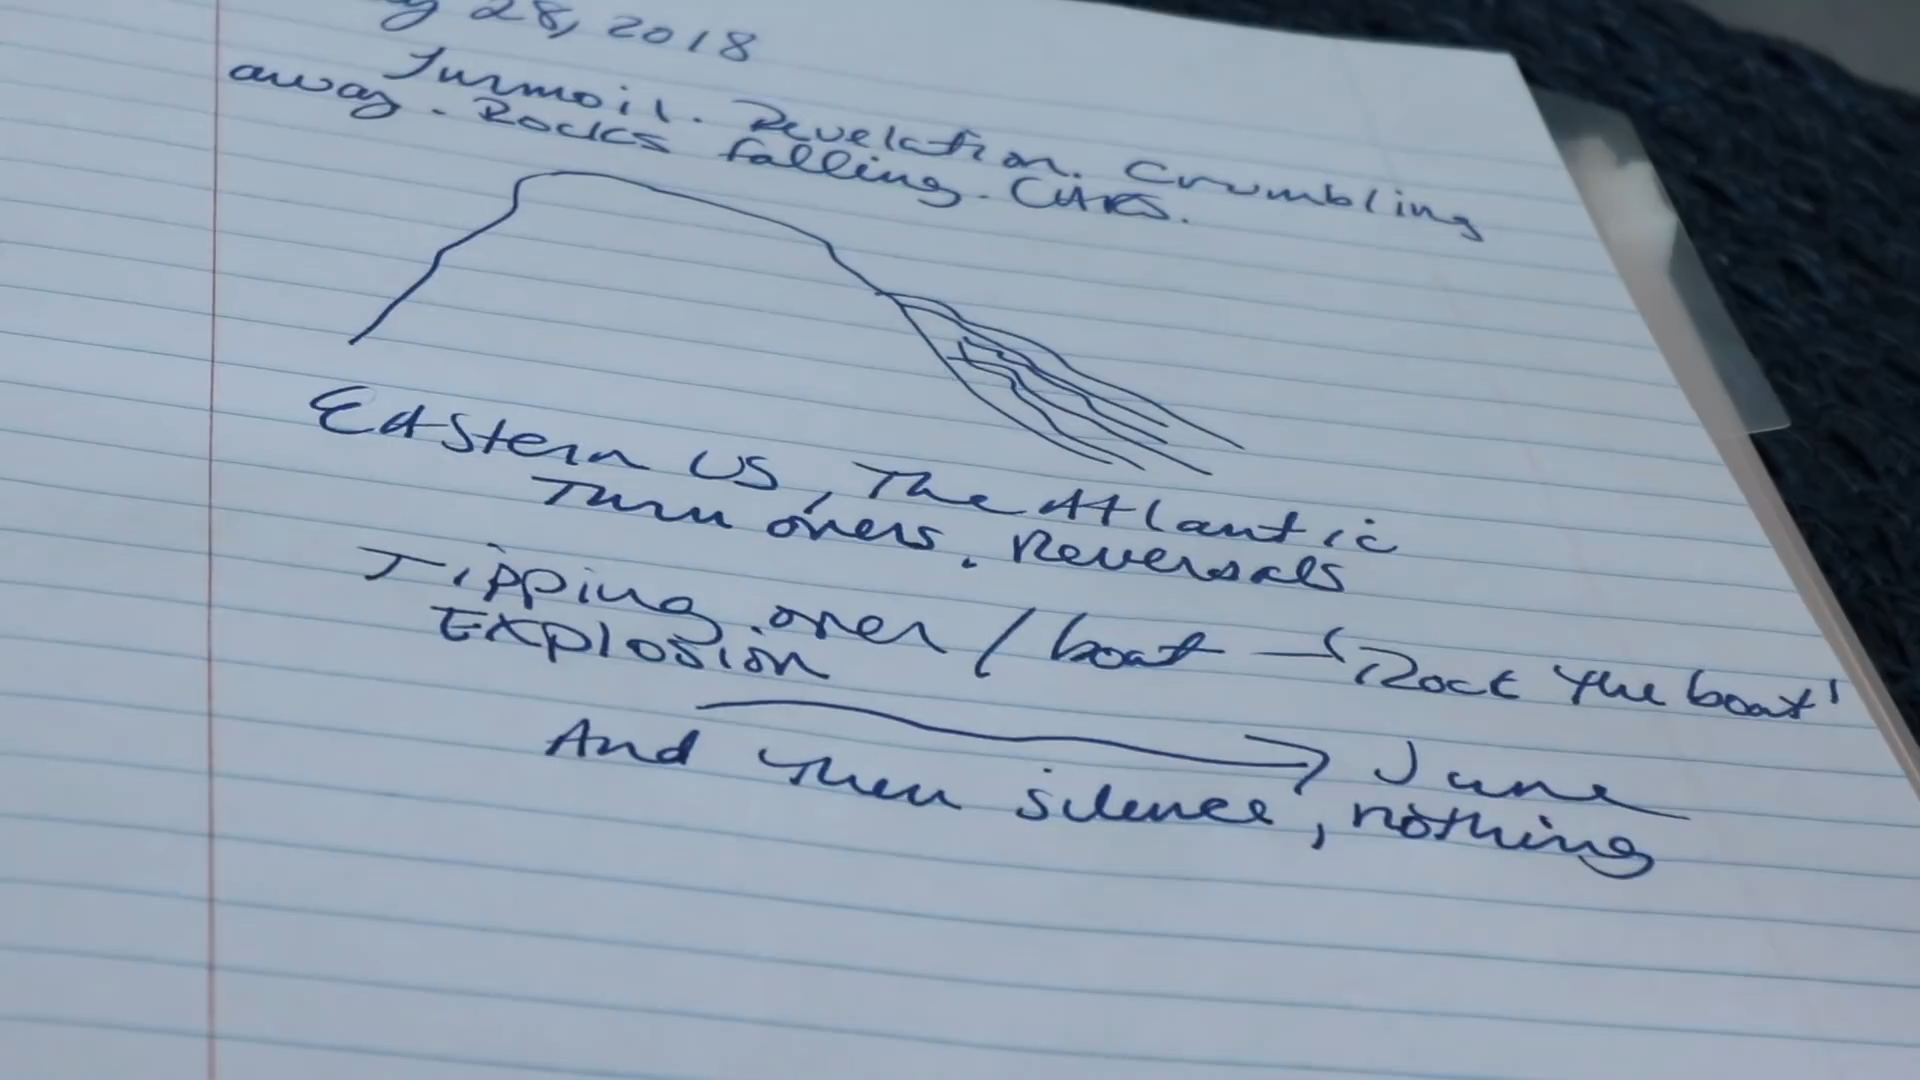 28, 2018
Turmoil. Revelation. Crumbling
away. Rocks falling. CARS.
EAStern US, The Atlantic
Turn overs. Reversals
Tipping over / boat → "Rock the boat"
Explosion
→ June
And then silence, nothing